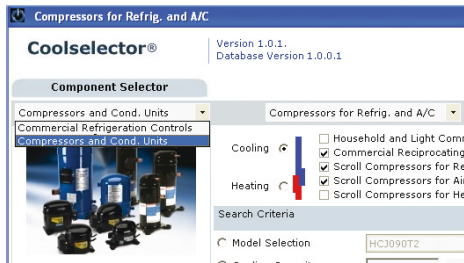 Compressors for Refrig. and A/C
Coolselector®
Version 1.0.1.
Database Version 1.0.0.1
Component Selector
Compressors and Cond. Units
Compressors for Refrig. and A/C
Commercial Refrigeration Controls
Compressors and Cond. Units
Cooling
Heating
Household and Light Com
Commercial Reciprocating
Scroll Compressors for Re
Scroll Compressors for Ai
Scroll Compressors for He
Search Criteria
Model Selection
HCJ090T2